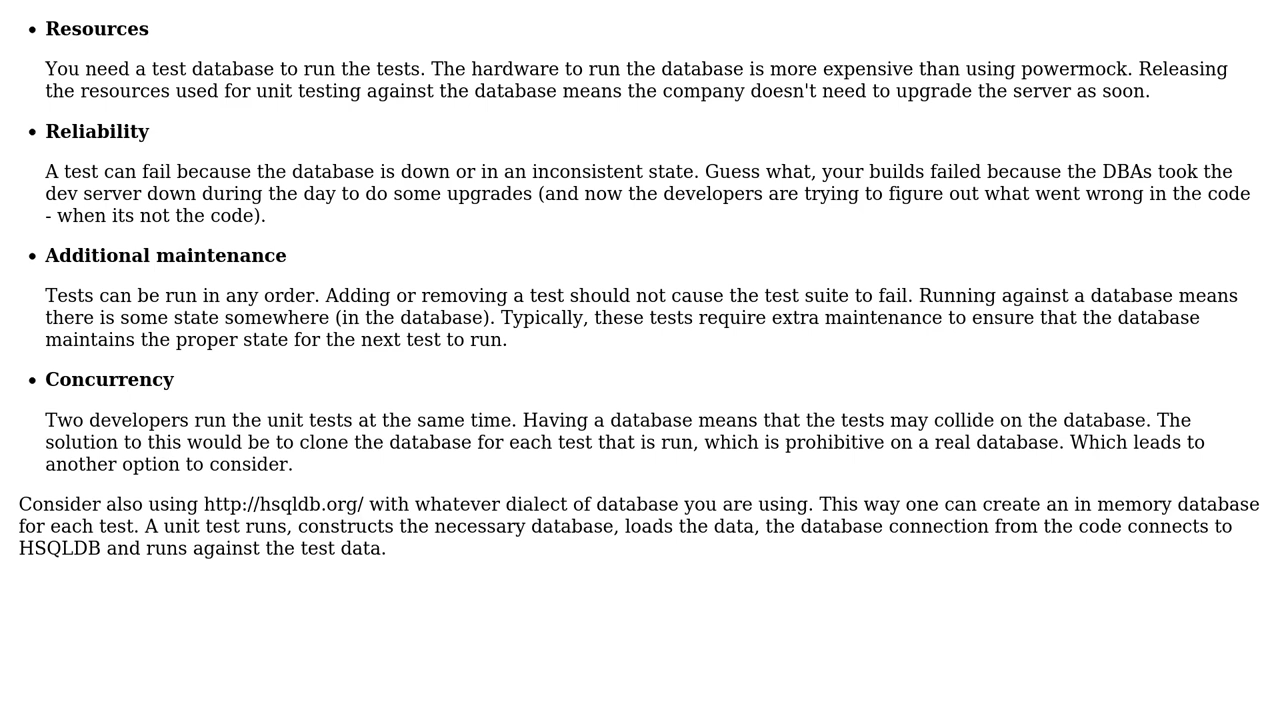 • Resources
You need a test database to run the tests. The hardware to run the database is more expensive than using powermock. Releasing
the resources used for unit testing against the database means the company doesn't need to upgrade the server as soon.
• Reliability
A test can fail because the database is down or in an inconsistent state. Guess what, your builds failed because the DBAs took the
dev server down during the day to do some upgrades (and now the developers are trying to figure out what went wrong in the code
- when its not the code).
• Additional maintenance
Tests can be run in any order. Adding or removing a test should not cause the test suite to fail. Running against a database means
there is some state somewhere (in the database). Typically, these tests require extra maintenance to ensure that the database
maintains the proper state for the next test to run.
• Concurrency
Two developers run the unit tests at the same time. Having a database means that the tests may collide on the database. The
solution to this would be to clone the database for each test that is run, which is prohibitive on a real database. Which leads to
another option to consider.
Consider also using http://hsqldb.org/ with whatever dialect of database you are using. This way one can create an in memory database
for each test. A unit test runs, constructs the necessary database, loads the data, the database connection from the code connects to
HSQLDB and runs against the test data.